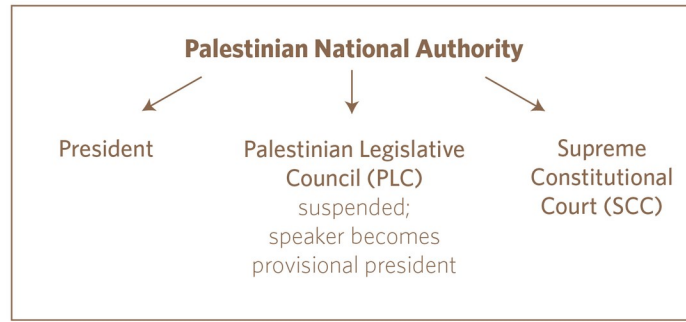 Palestinian National Authority
President
Palestinian Legislative
Council (PLC)
suspended;
speaker becomes
provisional president
Supreme
Constitutional
Court (SCC)